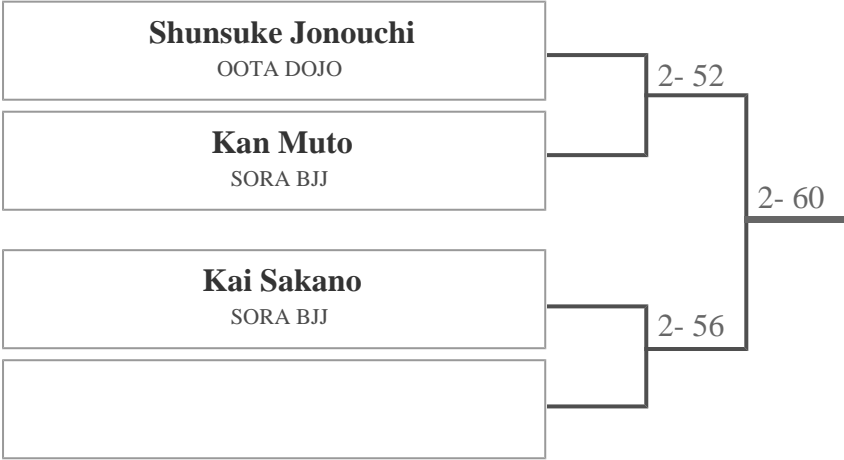 Shunsuke Jonouchi
OOTA DOJO
2- 52
Kan Muto
SORA BJJ
2- 60
Kai Sakano
SORA BJJ
2- 56